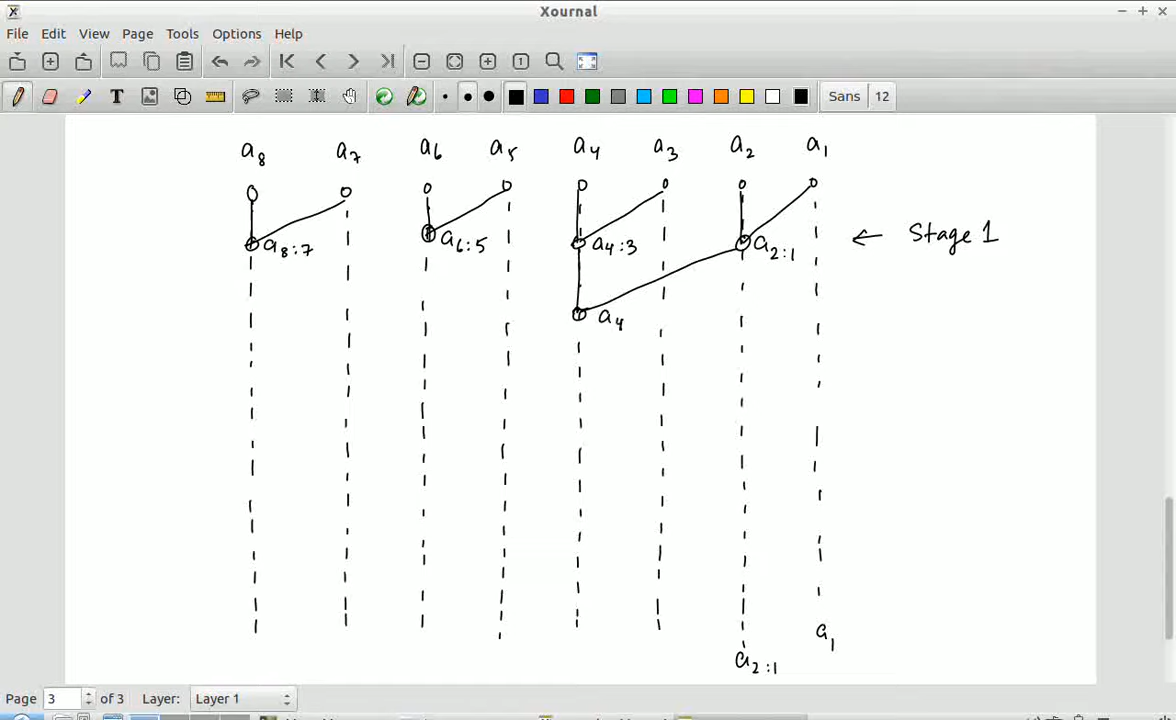 Xournal
File Edit View Page Tools Options Help
Sans 12
a8 a7 a6 a5 a4 a3 a2 a1
a8:7 a6:5 a4:3 a2:1 ← Stage 1
a4
a1
a2:1
Page 3 of 3 Layer: Layer 1